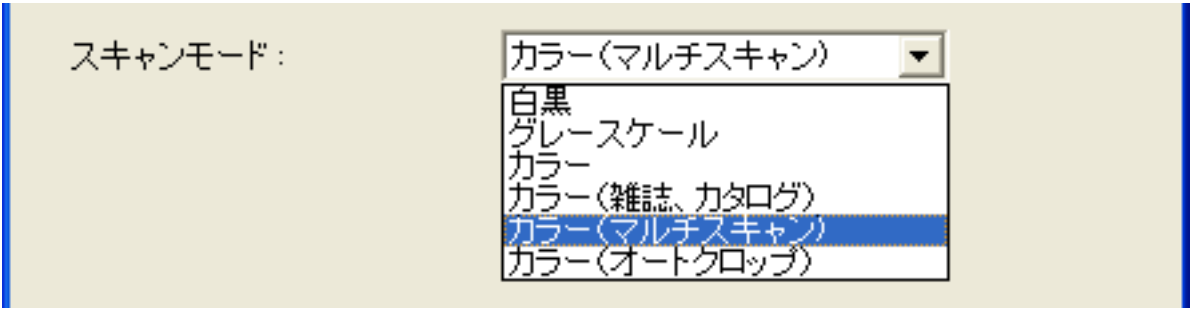 スキャンモード： カラー（マルチスキャン）
白黒
グレースケール
カラー
カラー（雑誌、カタログ）
カラー（マルチスキャン）
カラー（オートクロップ）